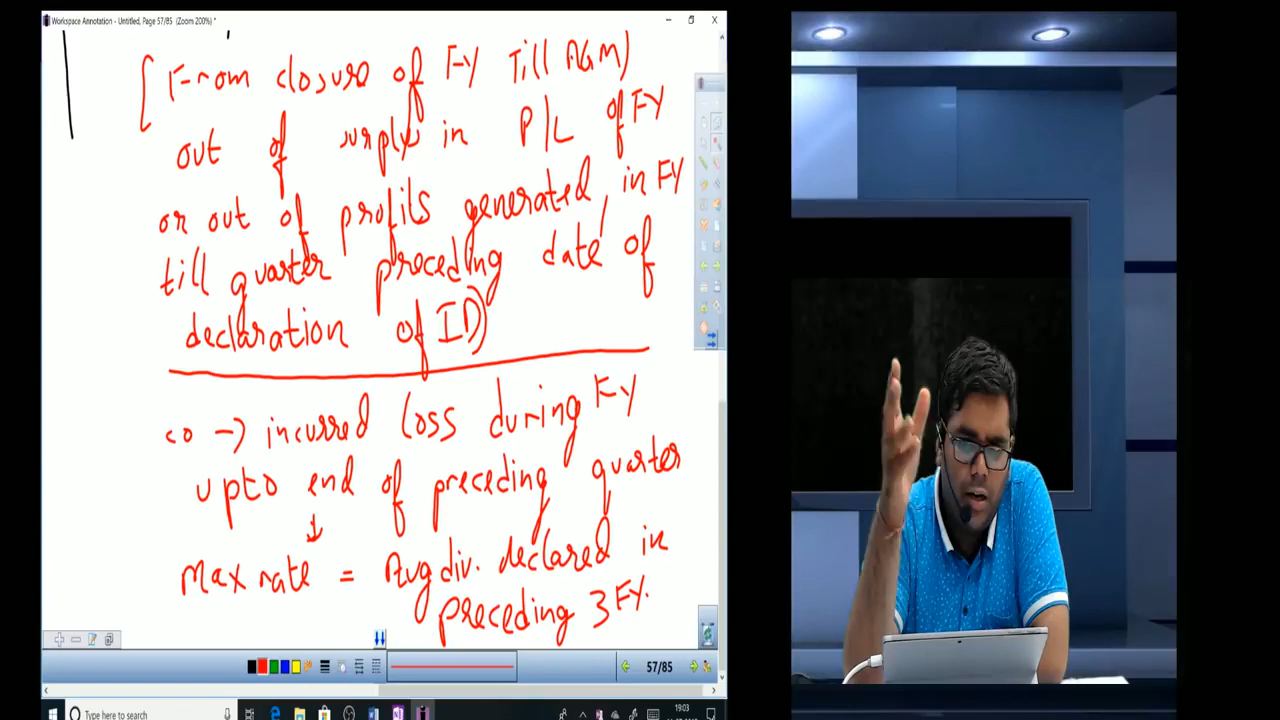 Workspace Annotation - Untitled, Page 57/85 (Zoom 200%) *
[From closure of FY Till AGM)
out of surplus in P/L of FY
or out of profits generated in FY
till quarter preceding date of
declaration of ID)
co → incurred loss during FY
upto end of preceding quarter
↓
Max rate = Avg div. declared in
preceding 3 FY.
57/85
Type here to search
19:03